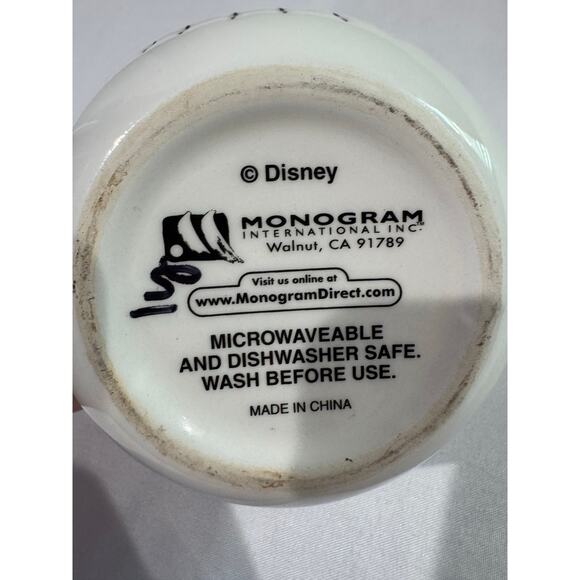 © Disney
MONOGRAM
INTERNATIONAL INC.
Walnut, CA 91789
Visit us online at
www.MonogramDirect.com
MICROWAVEABLE
AND DISHWASHER SAFE.
WASH BEFORE USE.
MADE IN CHINA